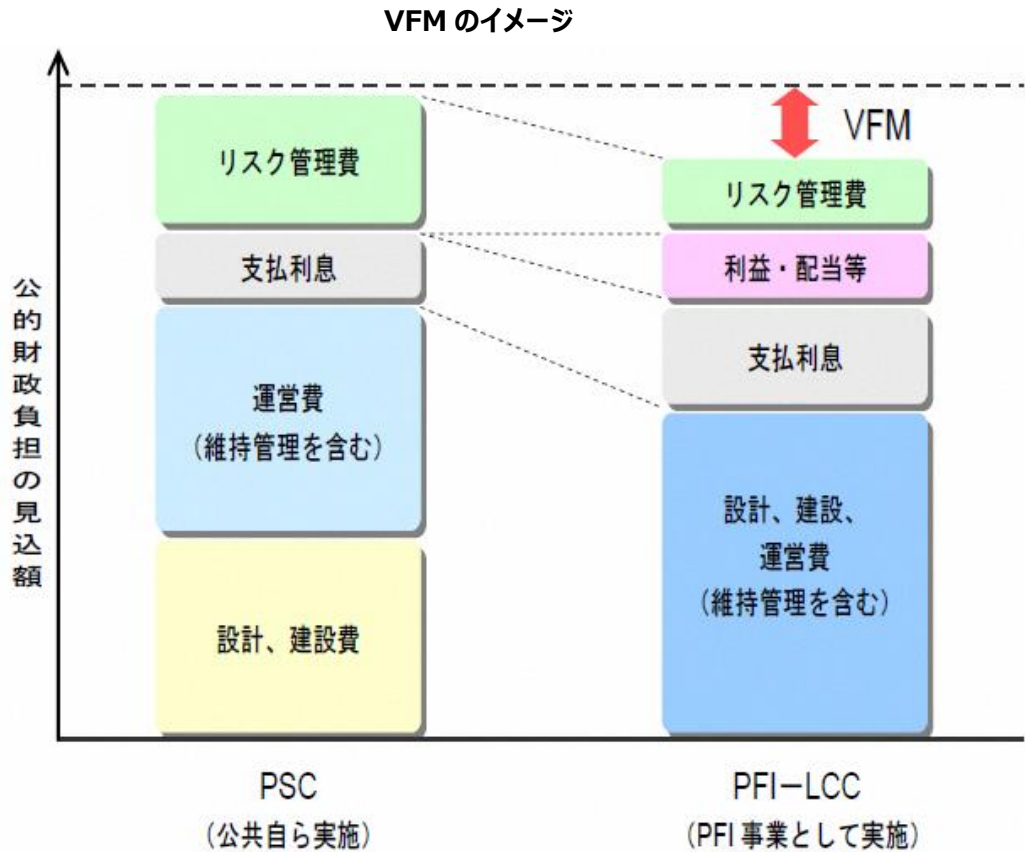 VFM のイメージ
VFM
リスク管理費
支払利息
運営費
（維持管理を含む）
設計、建設費
リスク管理費
利益・配当等
支払利息
設計、建設、
運営費
（維持管理を含む）
公的財政負担の見込額
PSC
（公共自ら実施）
PFI－LCC
（PFI 事業として実施）